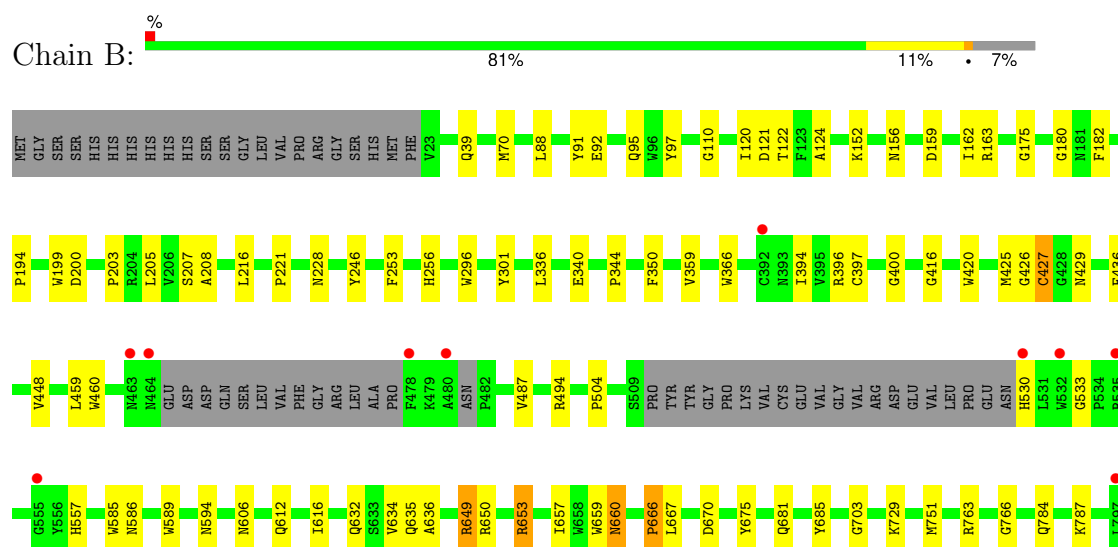 %
Chain B:
81% 11% • 7%
MET GLY SER SER HIS HIS HIS HIS HIS HIS SER SER GLY LEU VAL PRO ARG GLY SER HIS MET PHE V23 Q39 M70 L88 Y91 E92 Q95 W96 Y97 G110 I120 D121 T122 F123 A124 K152 N156 D159 I162 R163 G175 G180 N181 F182
P194 W199 D200 P203 R204 L205 V206 S207 A208 L216 P221 N228 Y246 F253 H256 W296 Y301 L336 E340 P344 F350 V359 W366 C392 N393 I394 V395 R396 C397 G400 G416 W420 M425 G426 C427 G428 N429
V448 L459 W460 N463 N464 GLU ASP ASP GLN SER LEU VAL PHE GLY ARG LEU ALA PRO F478 K479 A480 ASN P482 V487 R494 P504 S509 PRO TYR TYR GLY PRO LYS VAL CYS GLU VAL GLY VAL ARG ASP GLU VAL LEU PRO GLU ASN H530 L531 W532 G533 P534
G555 Y556 H557 W585 N586 W589 N594 N606 Q612 I616 Q632 S633 V634 Q635 A636 R649 R650 R653 I657 W658 W659 N660 P666 L667 D670 Y675 Q681 Y685 G703 K729 M751 R763 G766 Q784 K787